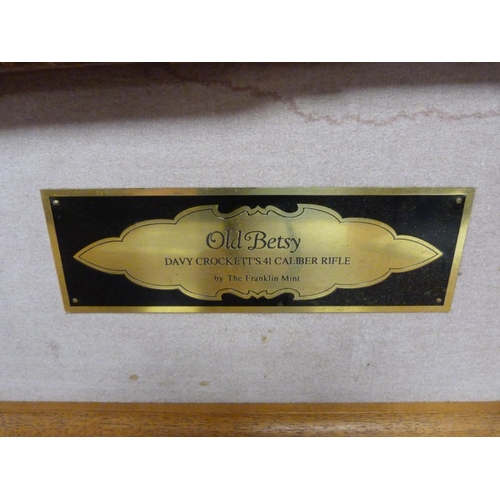 Old Betsy
DAVY CROCKETT'S .41 CALIBER RIFLE
by The Franklin Mint